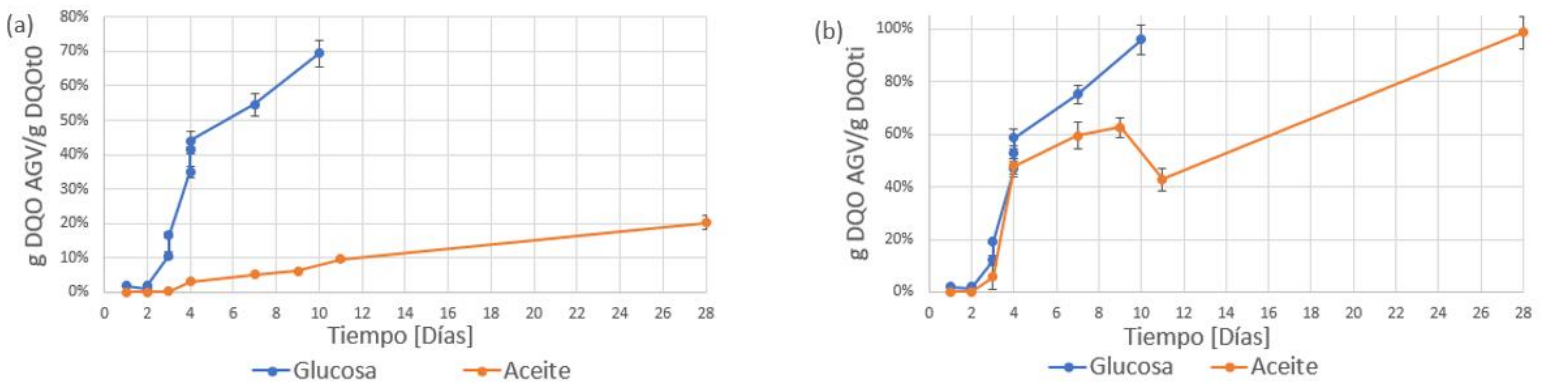 (a)
g DQO AGV/g DQOt0
80%
70%
60%
50%
40%
30%
20%
10%
0%
0 2 4 6 8 10 12 14 16 18 20 22 24 26 28
Tiempo [Días]
Glucosa Aceite
(b)
g DQO AGV/g DQOti
100%
80%
60%
40%
20%
0%
0 2 4 6 8 10 12 14 16 18 20 22 24 26 28
Tiempo [Días]
Glucosa Aceite